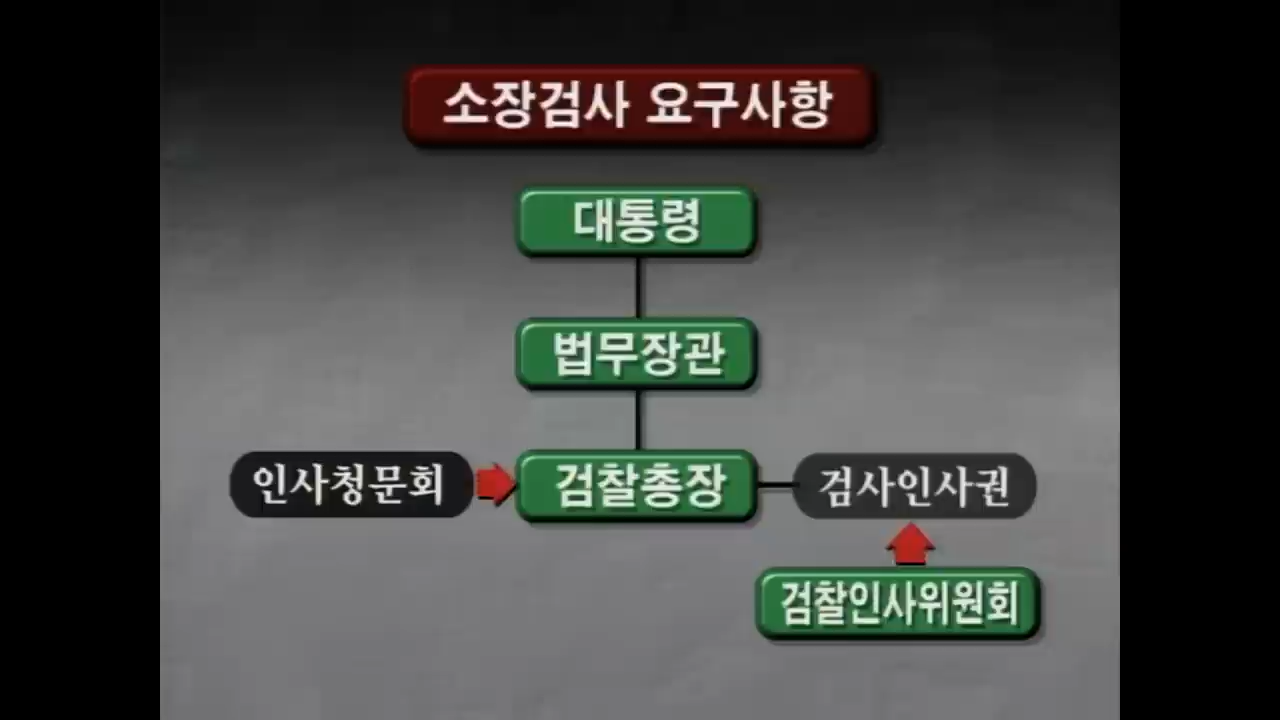 소장검사 요구사항
대통령
법무장관
인사청문회
검찰총장
검사인사권
검찰인사위원회